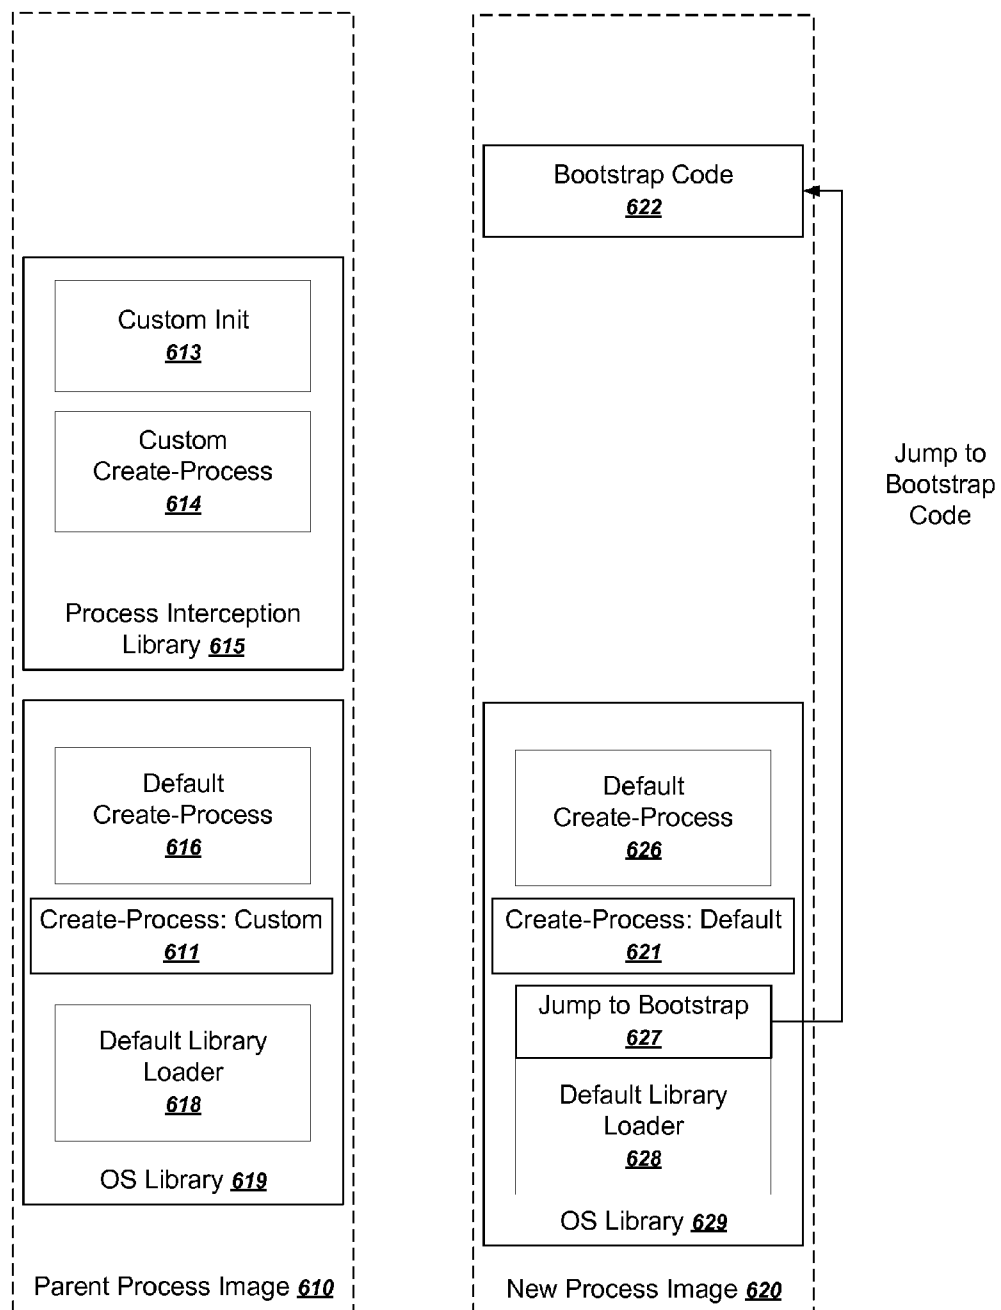 Custom Init
613
Custom
Create-Process
614
Process Interception
Library 615
Default
Create-Process
616
Create-Process: Custom
611
Default Library
Loader
618
OS Library 619
Parent Process Image 610
Bootstrap Code
622
Default
Create-Process
626
Create-Process: Default
621
Jump to Bootstrap
627
Default Library
Loader
628
OS Library 629
New Process Image 620
Jump to
Bootstrap
Code